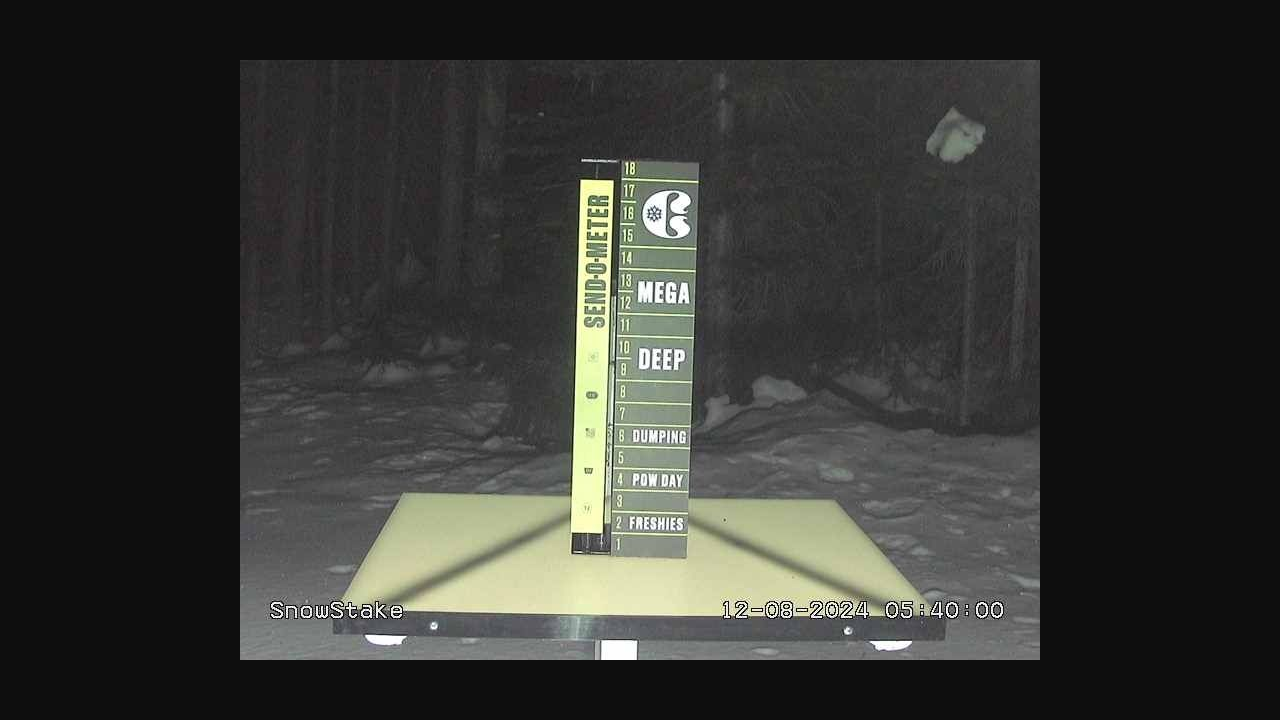 SEND-O-METER
18
17
16
15
14
13
12
MEGA
11
10
9
DEEP
8
7
6 DUMPING
5
4 POW DAY
3
2 FRESHIES
1
SnowStake
12-08-2024 05:40:00